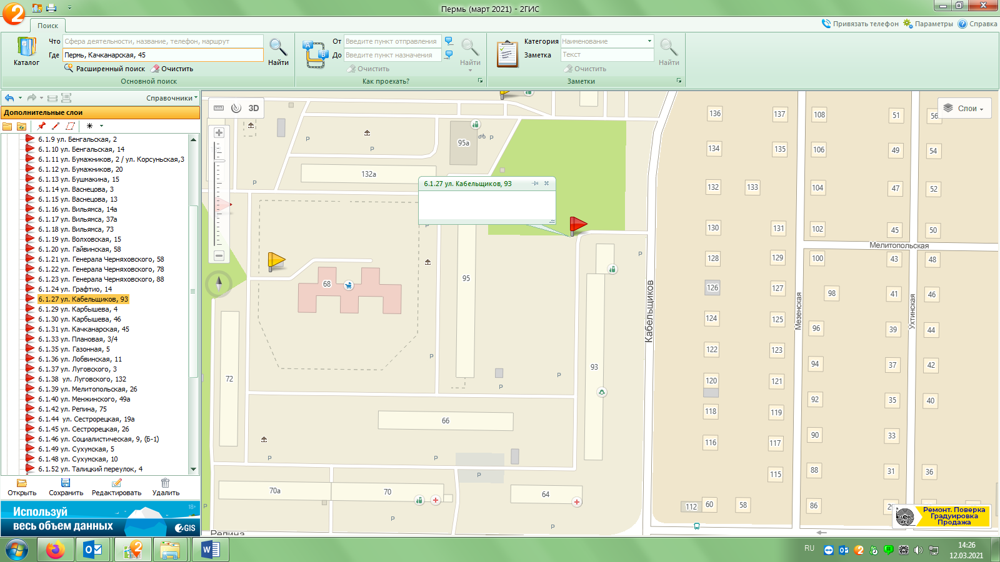 Пермь (март 2021) - 2ГИС
Поиск
Привязать телефон
Параметры
Справка
Каталог
Что
Сфера деятельности, название, телефон, маршрут
Где
Пермь, Качканарская, 45
Расширенный поиск
Очистить
Найти
Основной поиск
От
Введите пункт отправления
До
Введите пункт назначения
Очистить
Найти
Как проехать?
Категория
Наименование
Заметка
Текст
Очистить
Найти
Заметки
Справочники
Дополнительные слои
6.1.9 ул. Бенгальская, 2
6.1.10 ул. Бенгальская, 14
6.1.11 ул. Бумажников, 2 / ул. Корсуньская,3
6.1.12 ул. Бумажников, 20
6.1.13 ул. Бушмакина, 15
6.1.14 ул. Васнецова, 3
6.1.15 ул. Васнецова, 13
6.1.16 ул. Вильямса, 14а
6.1.17 ул. Вильямса, 37а
6.1.18 ул. Вильямса, 73
6.1.19 ул. Волховская, 15
6.1.20 ул. Гайвинская, 58
6.1.21 ул. Генерала Черняховского, 58
6.1.22 ул. Генерала Черняховского, 78
6.1.23 ул. Генерала Черняховского, 88
6.1.24 ул. Графтио, 14
6.1.27 ул. Кабельщиков, 93
6.1.29 ул. Карбышева, 4
6.1.30 ул. Карбышева, 46
6.1.31 ул. Качканарская, 45
6.1.33 ул. Плановая, 3/4
6.1.35 ул. Газонная, 5
6.1.36 ул. Лобвинская, 11
6.1.37 ул. Луговского, 3
6.1.38 ул. Луговского, 132
6.1.39 ул. Мелитопольская, 26
6.1.40 ул. Менжинского, 49а
6.1.42 ул. Репина, 75
6.1.44 ул. Сестрорецкая, 19а
6.1.45 ул. Сестрорецкая, 26
6.1.46 ул. Социалистическая, 9, (Б-1)
6.1.49 ул. Сухумская, 5
6.1.48 ул. Сухумская, 10
6.1.52 ул. Талицкий переулок, 4
Открыть
Сохранить
Редактировать
Удалить
Используй
весь объем данных
18+
2GIS
3D
Слои
6.1.27 ул. Кабельщиков, 93
95а
132а
68
95
72
93
66
70а
70
64
Репина
Кабельщиков
Мезенская
Ухтинская
Мелитопольская
136 137 108 51 56
134 135 106 49 54
132 133 104 47 52
130 131 102 45 50
128 129 100 43 48
126 127 98 41 46
124 125 96 39 44
122 123 94 37 42
120 121 92 35 40
118 119 90 33
116 117 88 31 36
115
112 60 58 86
Ремонт. Поверка
Градуировка
Продажа
RU
14:26
12.03.2021